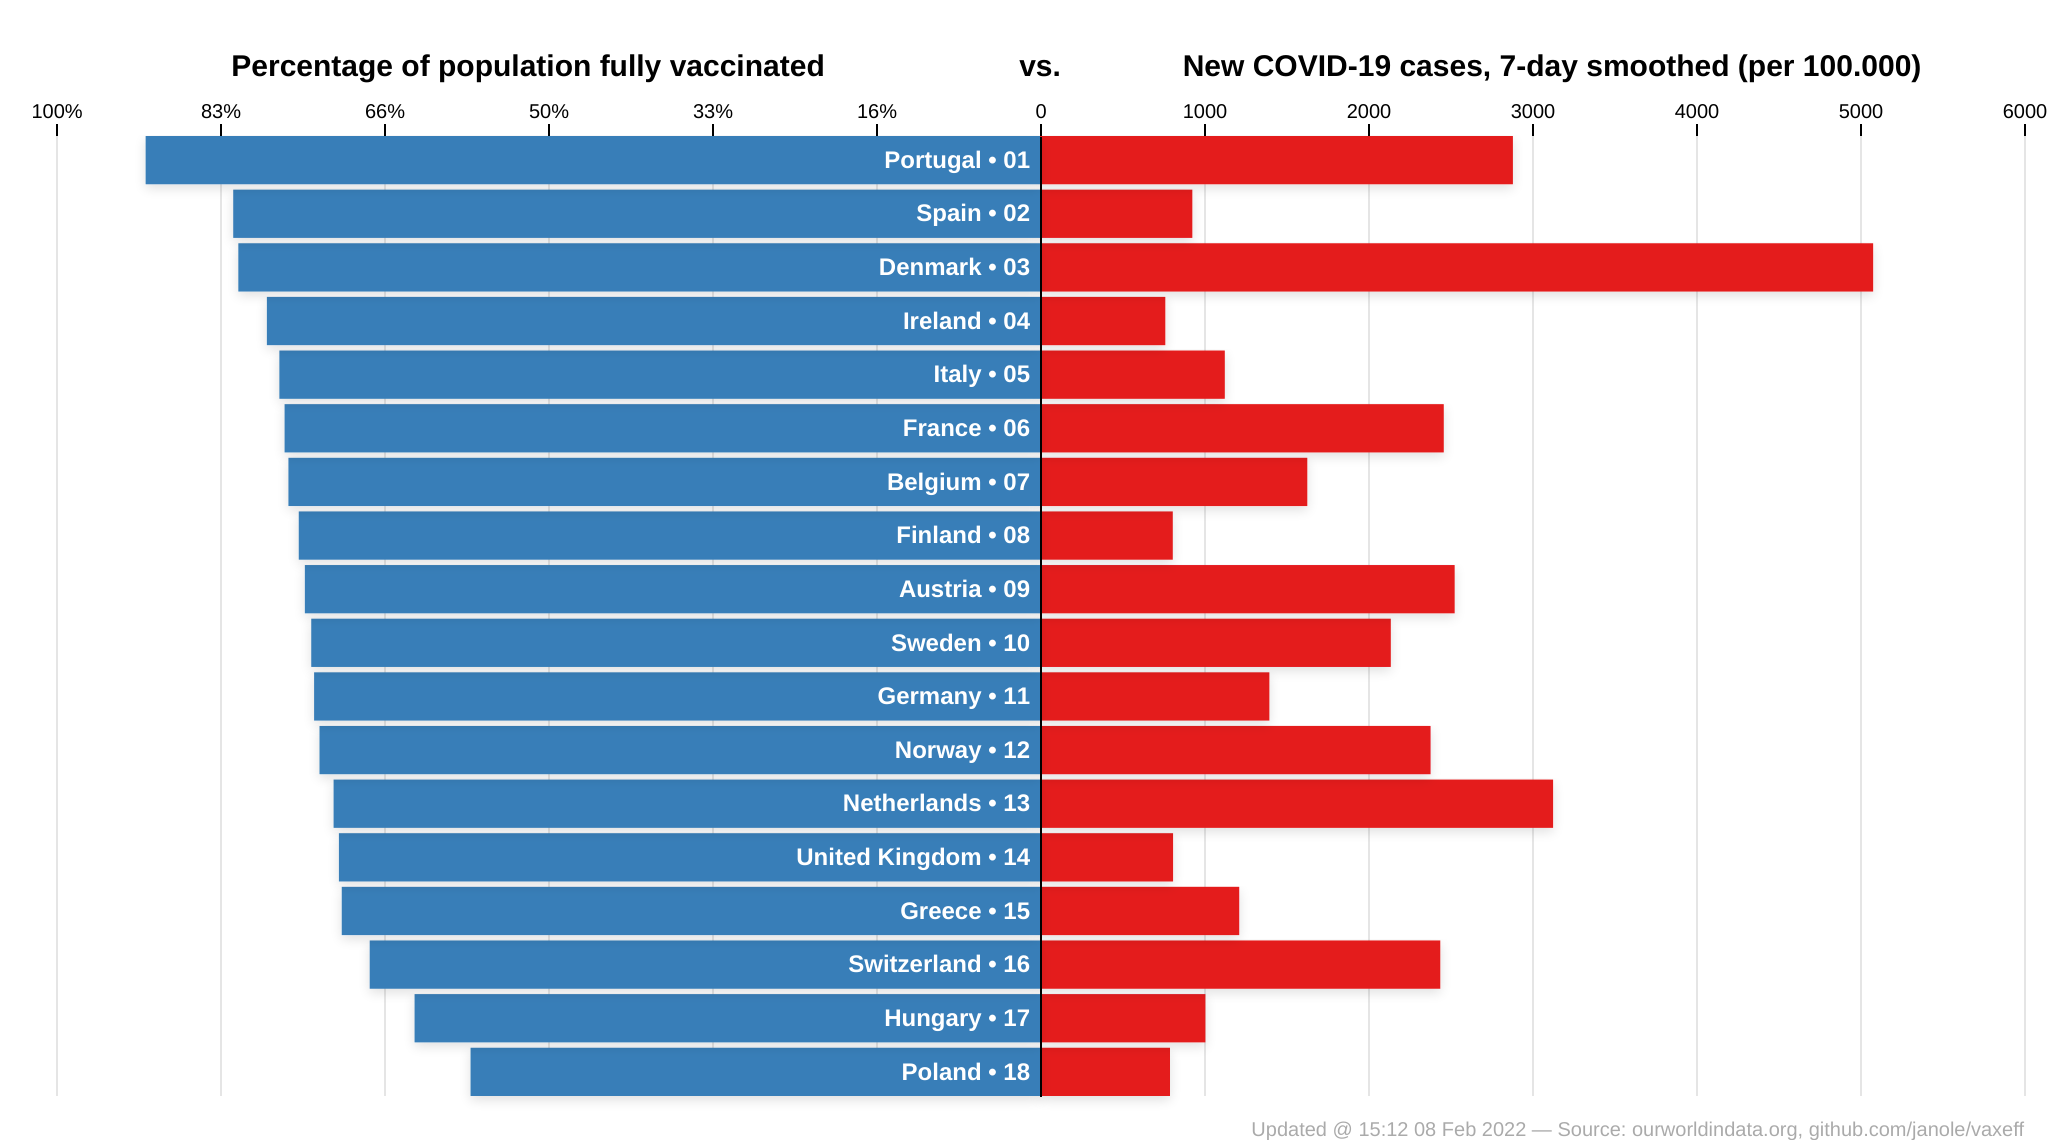 Percentage of population fully vaccinated vs. New COVID-19 cases, 7-day smoothed (per 100.000)
100% 83% 66% 50% 33% 16% 0 1000 2000 3000 4000 5000 6000
Portugal • 01
Spain • 02
Denmark • 03
Ireland • 04
Italy • 05
France • 06
Belgium • 07
Finland • 08
Austria • 09
Sweden • 10
Germany • 11
Norway • 12
Netherlands • 13
United Kingdom • 14
Greece • 15
Switzerland • 16
Hungary • 17
Poland • 18
Updated @ 15:12 08 Feb 2022 — Source: ourworldindata.org, github.com/janole/vaxeff